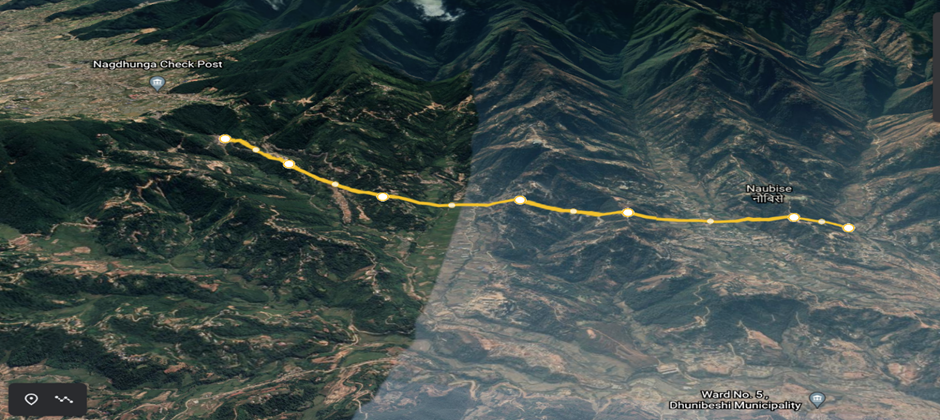 Nagdhunga Check Post
Naubise
नौबिसे
Ward No. 5,
Dhunibeshi Municipality